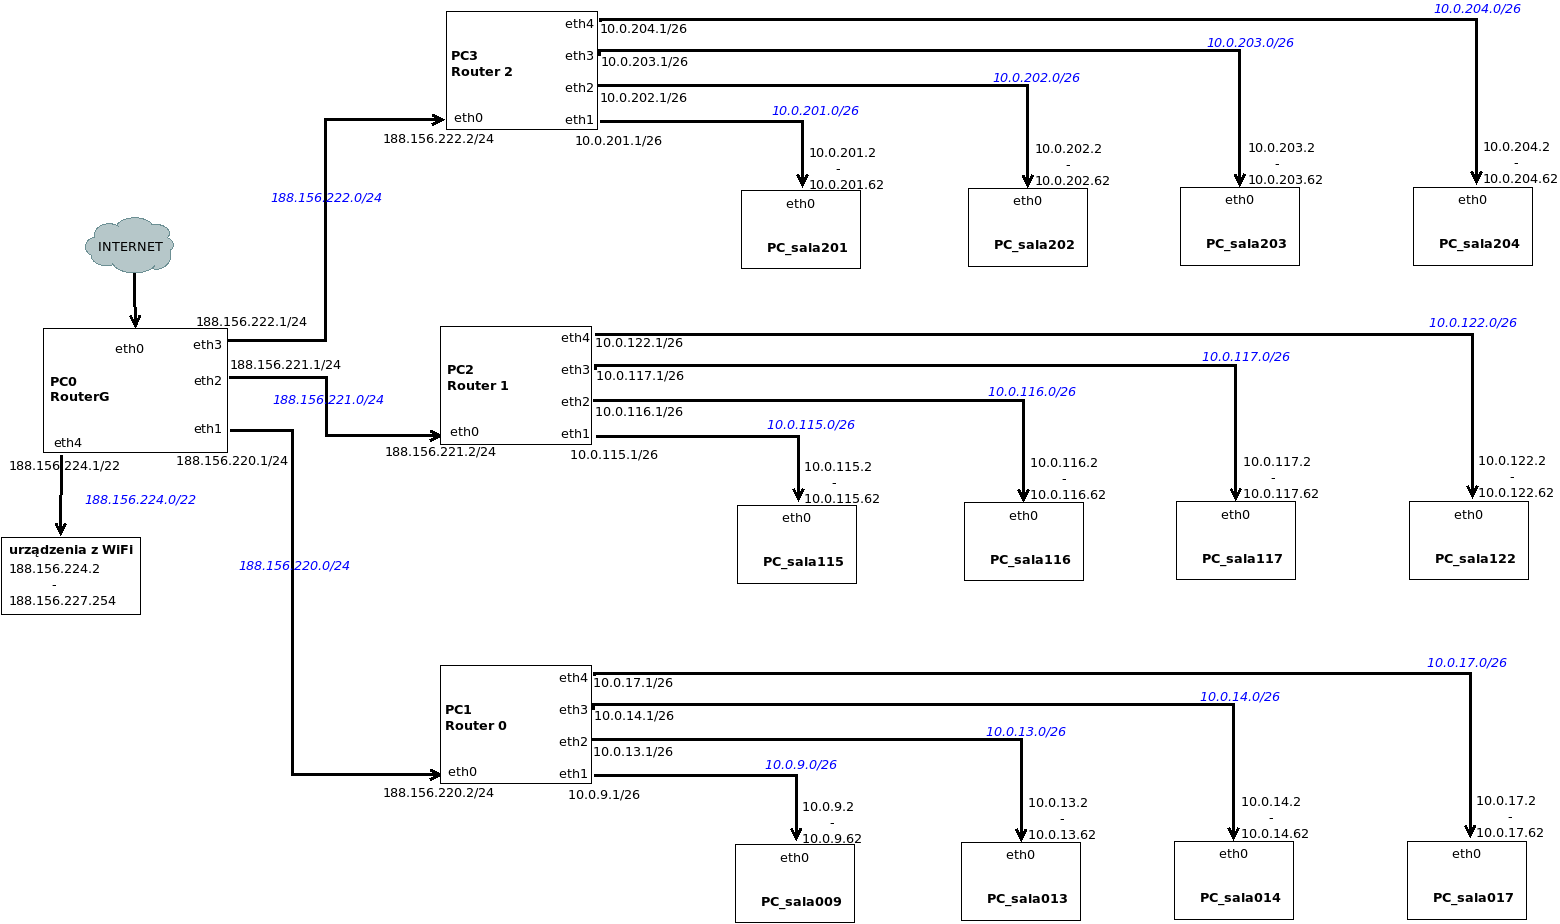 10.0.204.0/26
eth4
10.0.204.1/26
10.0.203.0/26
PC3
Router 2
eth3
10.0.203.1/26
10.0.202.0/26
eth2
10.0.202.1/26
10.0.201.0/26
eth0
eth1
188.156.222.2/24
10.0.201.1/26
10.0.201.2
-
10.0.201.62
10.0.202.2
-
10.0.202.62
10.0.203.2
-
10.0.203.62
10.0.204.2
-
10.0.204.62
188.156.222.0/24
eth0
PC_sala201
eth0
PC_sala202
eth0
PC_sala203
eth0
PC_sala204
INTERNET
188.156.222.1/24
eth0
eth3
188.156.221.1/24
PC0
RouterG
eth2
188.156.221.0/24
eth1
eth4
188.156.224.1/22
188.156.220.1/24
188.156.224.0/22
urządzenia z WiFi
188.156.224.2
-
188.156.227.254
188.156.220.0/24
10.0.122.0/26
eth4
10.0.122.1/26
10.0.117.0/26
PC2
Router 1
eth3
10.0.117.1/26
10.0.116.0/26
eth2
10.0.116.1/26
10.0.115.0/26
eth0
eth1
188.156.221.2/24
10.0.115.1/26
10.0.115.2
-
10.0.115.62
10.0.116.2
-
10.0.116.62
10.0.117.2
-
10.0.117.62
10.0.122.2
-
10.0.122.62
eth0
PC_sala115
eth0
PC_sala116
eth0
PC_sala117
eth0
PC_sala122
10.0.17.0/26
eth4
10.0.17.1/26
10.0.14.0/26
PC1
Router 0
eth3
10.0.14.1/26
10.0.13.0/26
eth2
10.0.13.1/26
10.0.9.0/26
eth0
eth1
188.156.220.2/24
10.0.9.1/26
10.0.9.2
-
10.0.9.62
10.0.13.2
-
10.0.13.62
10.0.14.2
-
10.0.14.62
10.0.17.2
-
10.0.17.62
eth0
PC_sala009
eth0
PC_sala013
eth0
PC_sala014
eth0
PC_sala017